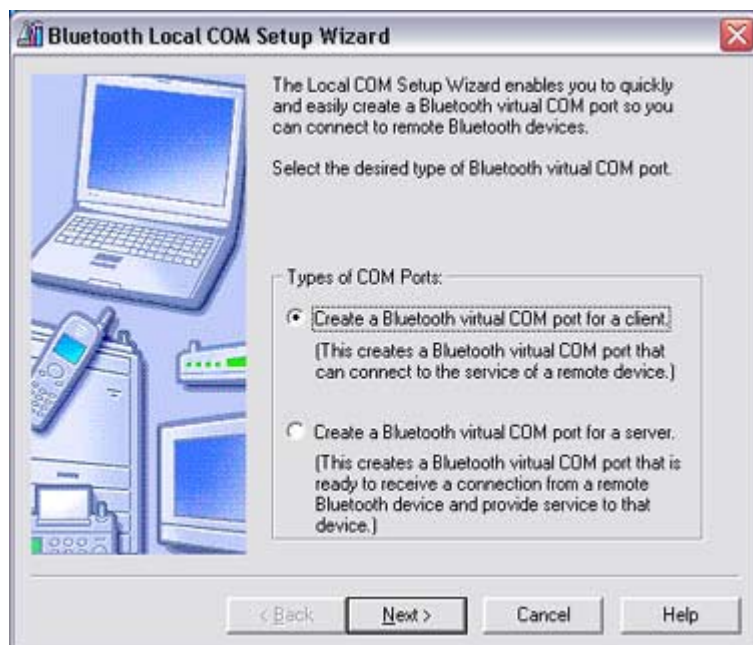 Bluetooth Local COM Setup Wizard
The Local COM Setup Wizard enables you to quickly
and easily create a Bluetooth virtual COM port so you
can connect to remote Bluetooth devices.
Select the desired type of Bluetooth virtual COM port.
Types of COM Ports:
Create a Bluetooth virtual COM port for a client.
(This creates a Bluetooth virtual COM port that
can connect to the service of a remote device.)
Create a Bluetooth virtual COM port for a server.
(This creates a Bluetooth virtual COM port that is
ready to receive a connection from a remote
Bluetooth device and provide service to that
device.)
< Back
Next >
Cancel
Help